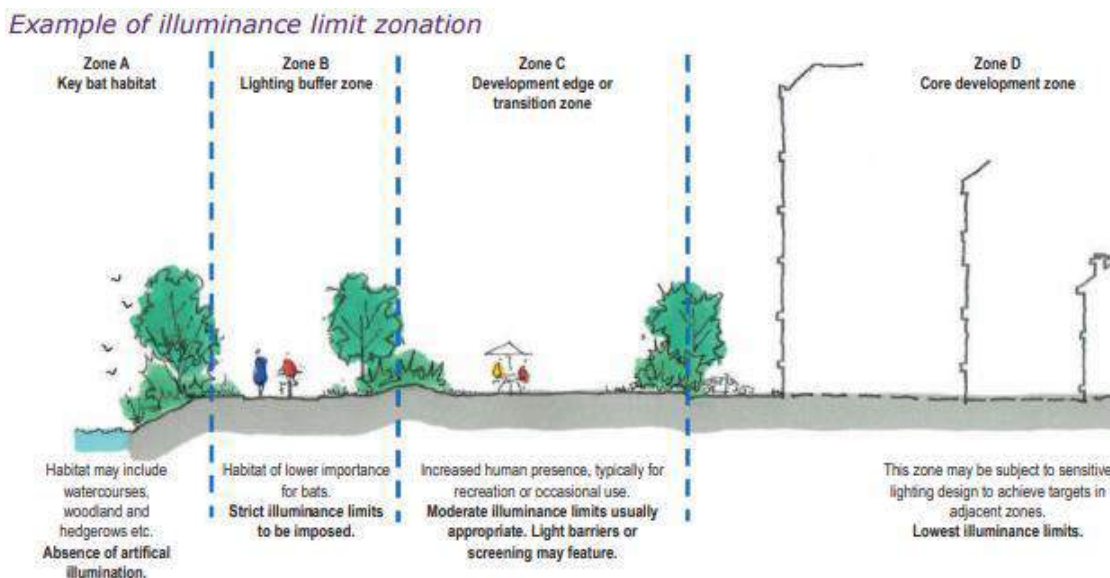 Example of illuminance limit zonation
Zone A
Key bat habitat
Zone B
Lighting buffer zone
Zone C
Development edge or
transition zone
Zone D
Core development zone
Habitat may include
watercourses,
woodland and
hedgerows etc.
Absence of artifical
illumination.
Habitat of lower importance
for bats.
Strict illuminance limits
to be imposed.
Increased human presence, typically for
recreation or occasional use.
Moderate illuminance limits usually
appropriate. Light barriers or
screening may feature.
This zone may be subject to sensitive
lighting design to achieve targets in
adjacent zones.
Lowest illuminance limits.